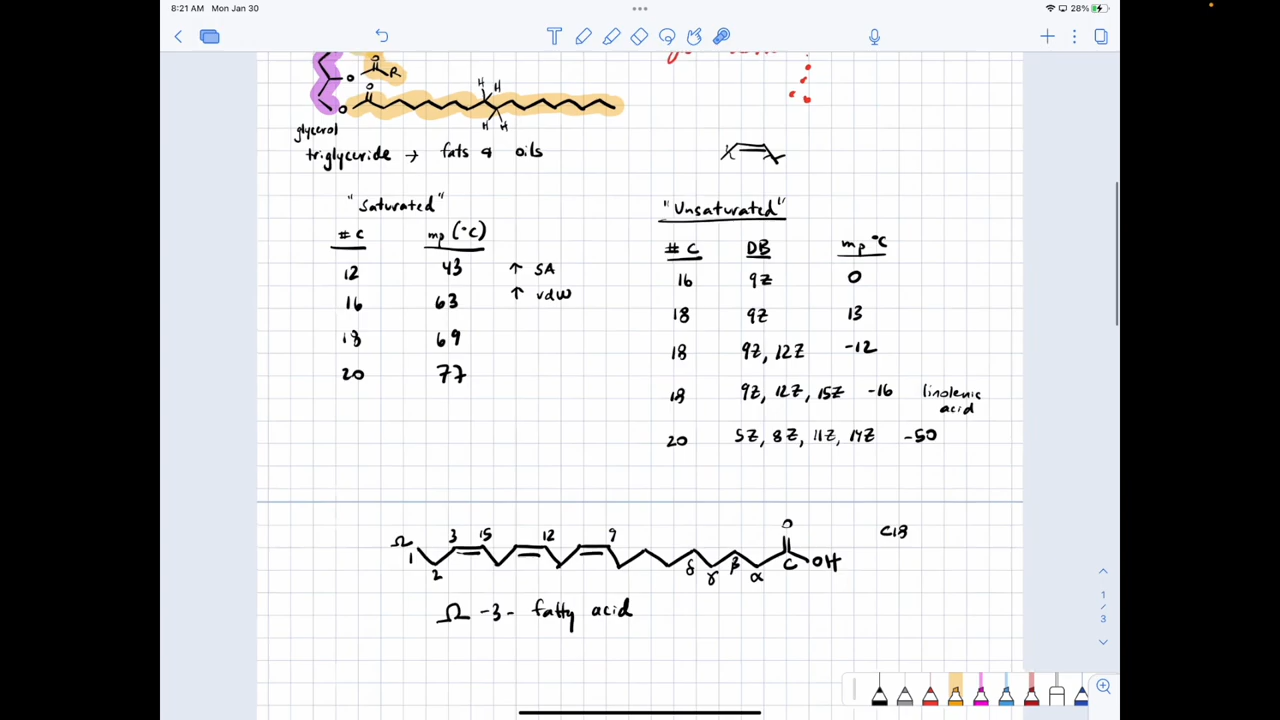 8:21 AM Mon Jan 30
28%
O
O
R
O
O
H H
H H
glycerol
triglyceride → fats & oils
"Saturated"
# C mp (°C)
12 43 ↑ SA
16 63 ↑ vdW
18 69
20 77
"Unsaturated"
# C DB mp °C
16 9Z 0
18 9Z 13
18 9Z, 12Z -12
18 9Z, 12Z, 15Z -16 linolenic
acid
20 5Z, 8Z, 11Z, 14Z -50
O C18
Ω 3 15 12 9
1 2 δ γ β α C OH
Ω -3- fatty acid
1
/
3